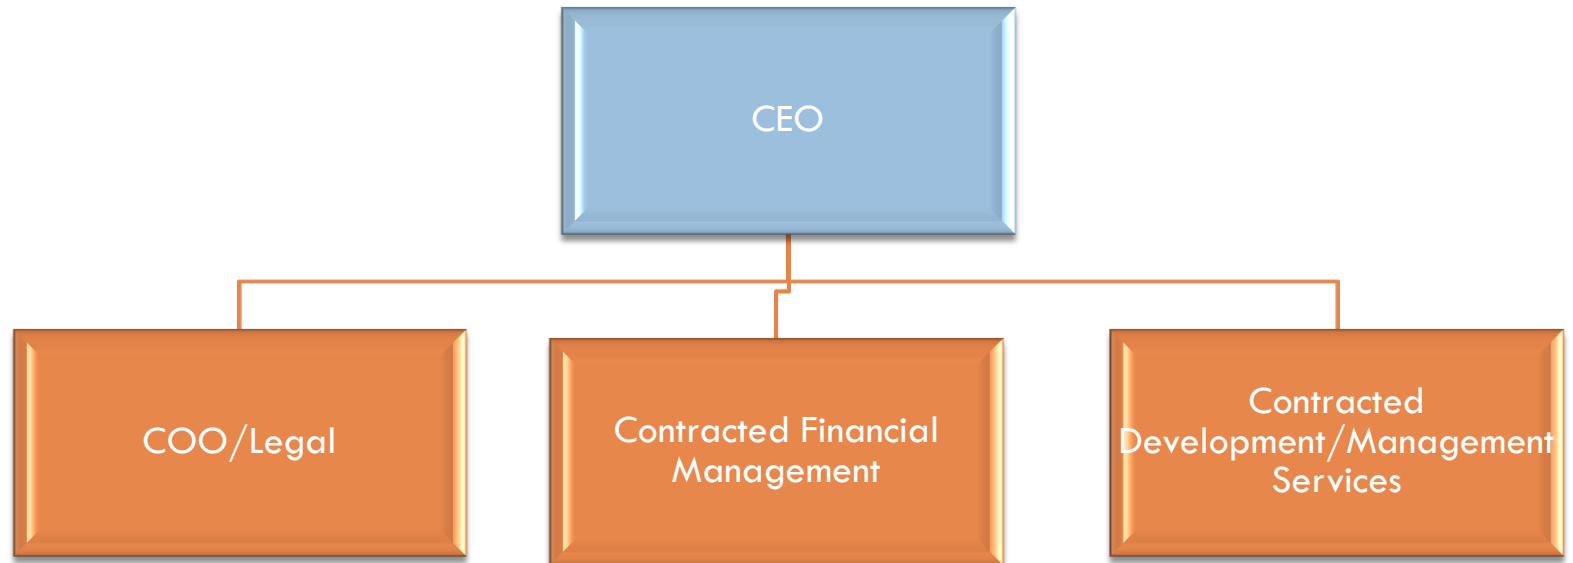 CEO
COO/Legal
Contracted Financial
Management
Contracted
Development/Management
Services